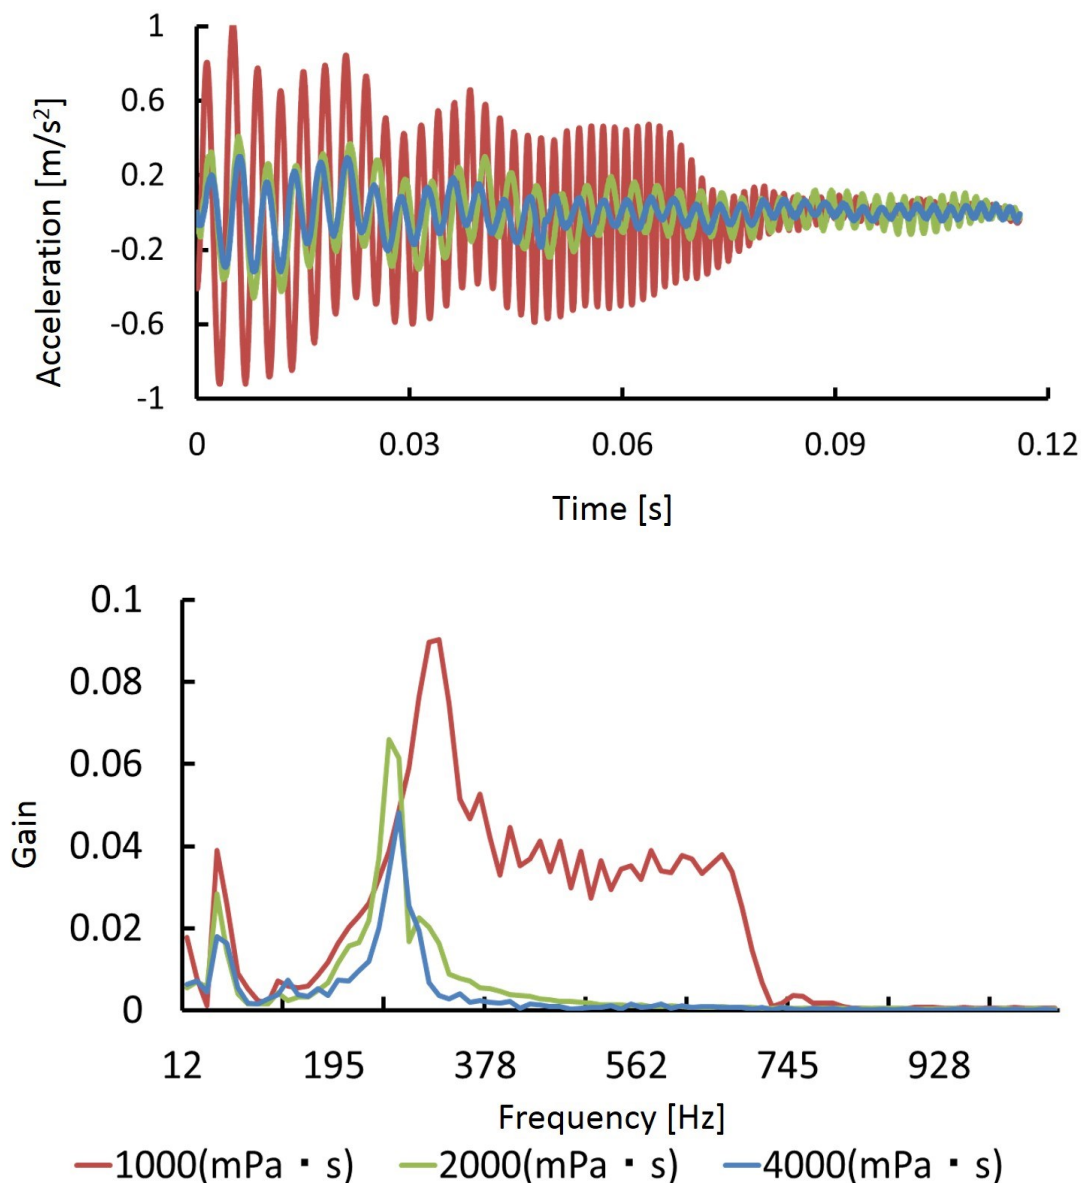 1
0.6
0.2
-0.2
-0.6
-1
Acceleration [m/s²]
0 0.03 0.06 0.09 0.12
Time [s]
0.1
0.08
0.06
0.04
0.02
0
Gain
12 195 378 562 745 928
Frequency [Hz]
1000(mPa・s) 2000(mPa・s) 4000(mPa・s)